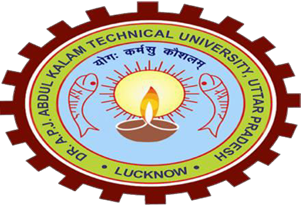 DR. A.P.J. ABDUL KALAM TECHNICAL UNIVERSITY, UTTAR PRADESH
योगः कर्मसु कौशलम्
• LUCKNOW •